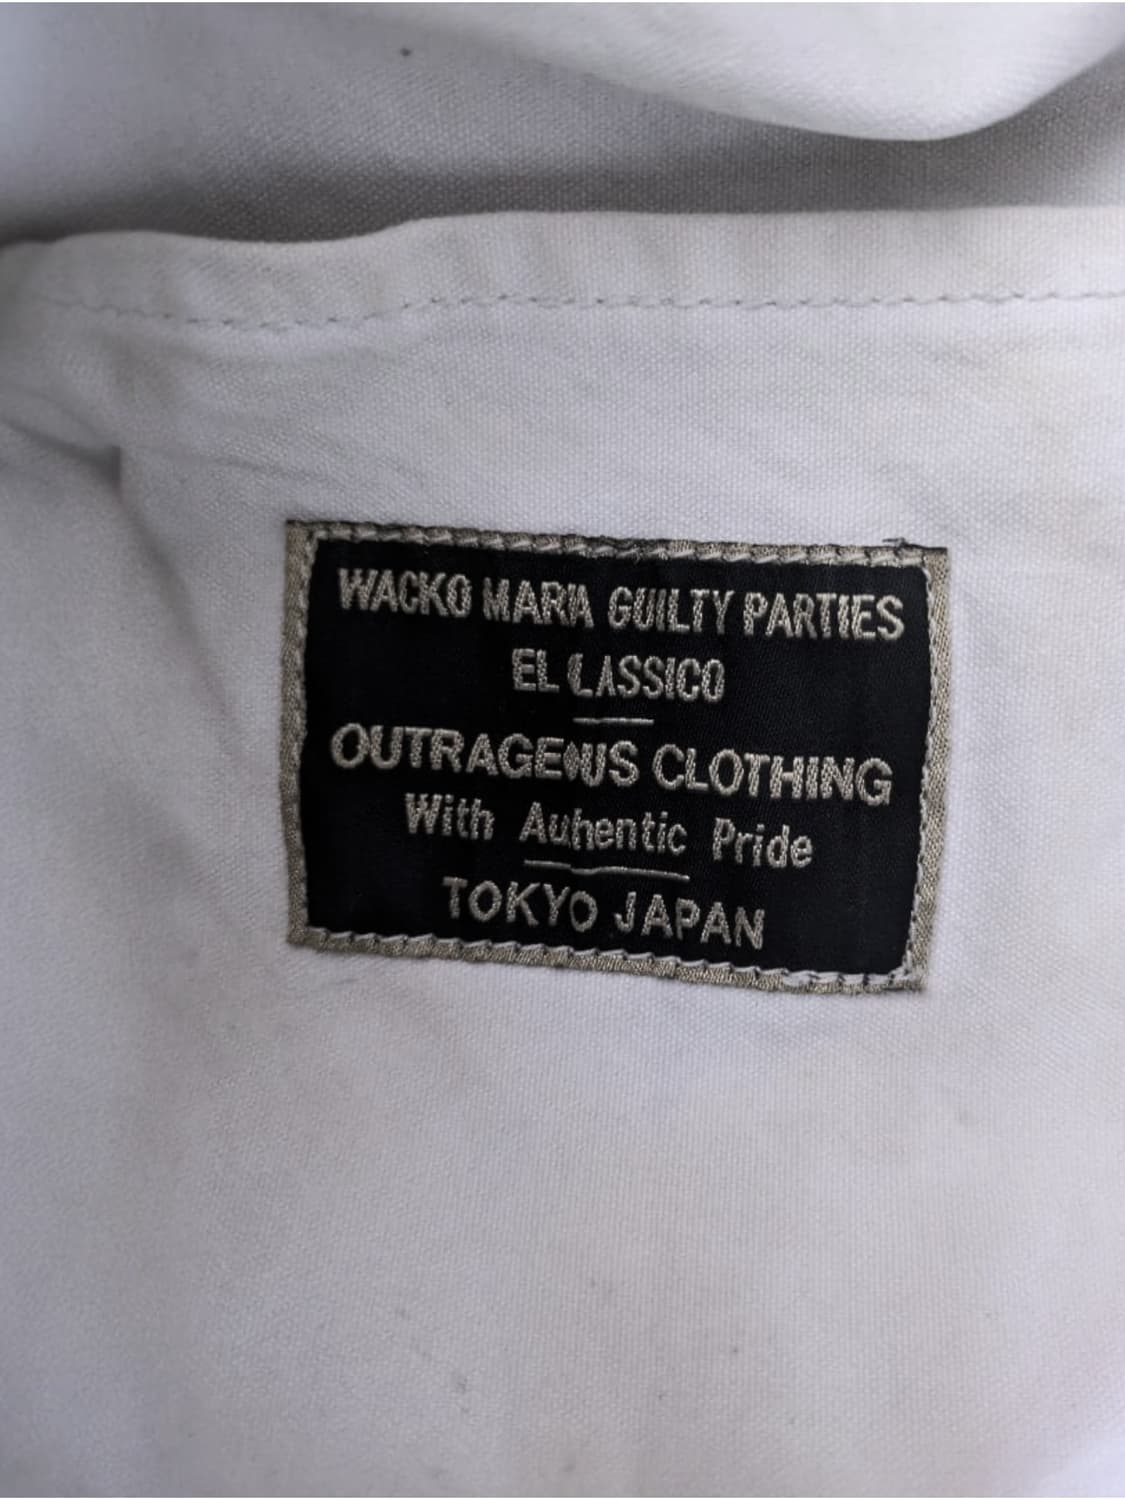 WACKO MARIA GUILTY PARTIES
EL CLASSICO
OUTRAGEOUS CLOTHING
With Auhentic Pride
TOKYO JAPAN